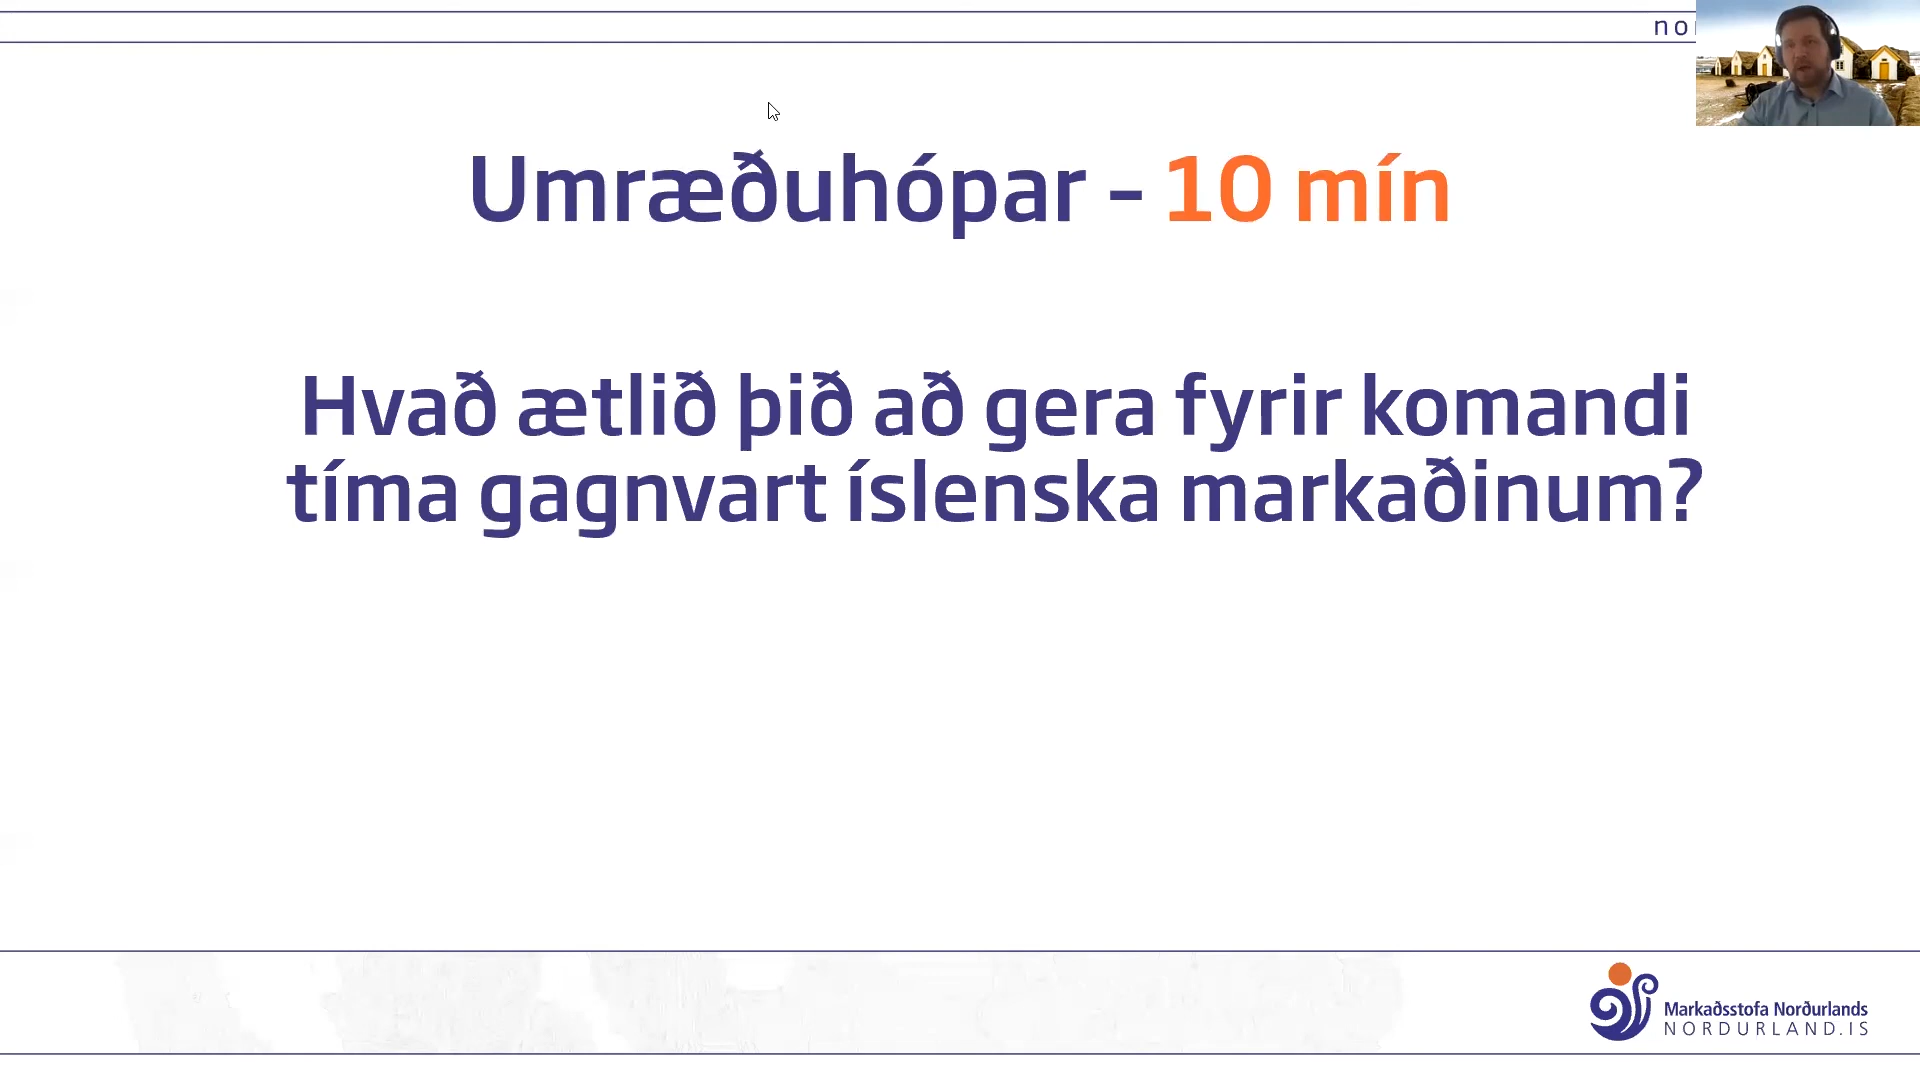 Umræðuhópar - 10 mín
Hvað ætlið þið að gera fyrir komandi
tíma gagnvart íslenska markaðinum?
Markaðsstofa Norðurlands
NORDURLAND.IS